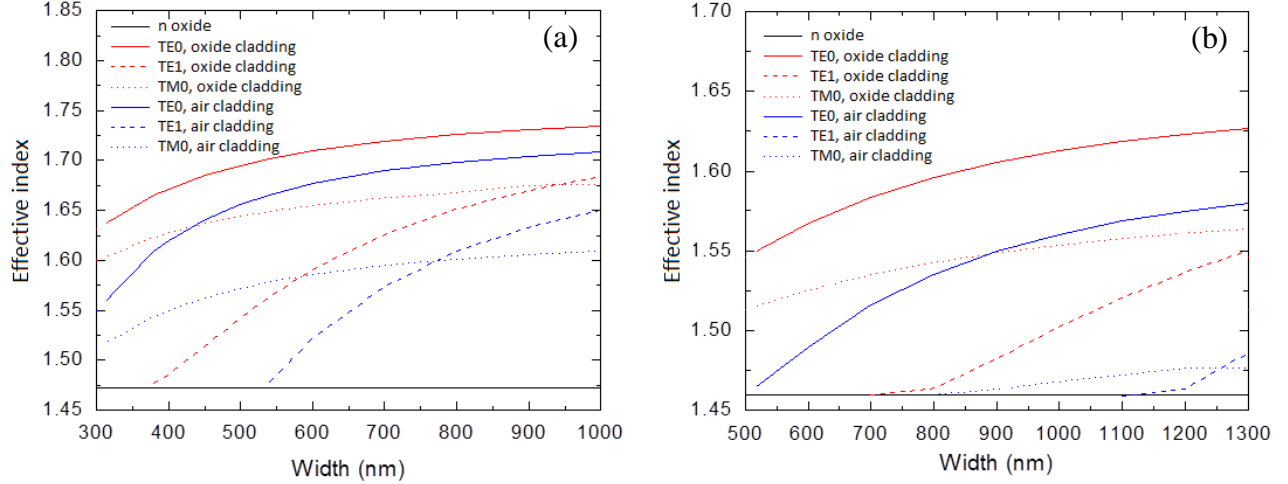 (a)
n oxide
TE0, oxide cladding
TE1, oxide cladding
TM0, oxide cladding
TE0, air cladding
TE1, air cladding
TM0, air cladding
1.85
1.80
1.75
1.70
1.65
1.60
1.55
1.50
1.45
Effective index
300 400 500 600 700 800 900 1000
Width (nm)
(b)
n oxide
TE0, oxide cladding
TE1, oxide cladding
TM0, oxide cladding
TE0, air cladding
TE1, air cladding
TM0, air cladding
1.70
1.65
1.60
1.55
1.50
1.45
Effective index
500 600 700 800 900 1000 1100 1200 1300
Width (nm)